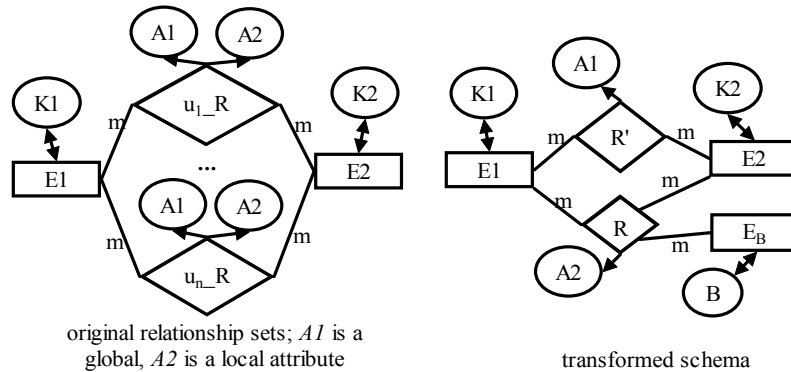 A1 A2
K1
u1_R
K2
m m
E1
...
E2
A1 A2
m m
un_R
original relationship sets; A1 is a
global, A2 is a local attribute
A1
K1
K2
m
R'
m
E1
E2
m
m
R
m
EB
A2
B
transformed schema